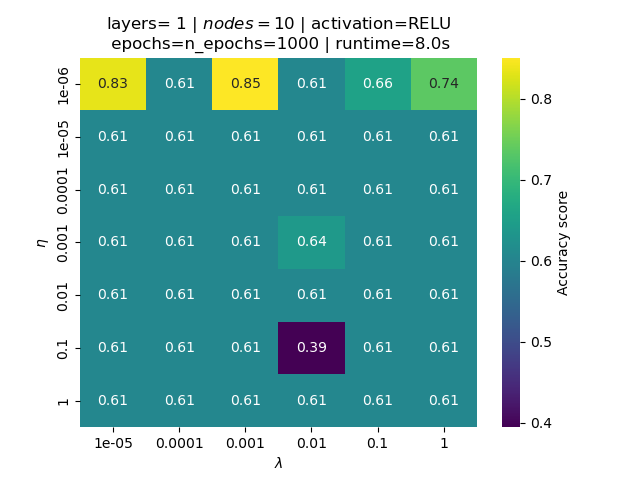 layers= 1 | nodes = 10 | activation=RELU
epochs=n_epochs=1000 | runtime=8.0s
1e-06 0.83 0.61 0.85 0.61 0.66 0.74
1e-05 0.61 0.61 0.61 0.61 0.61 0.61
0.0001 0.61 0.61 0.61 0.61 0.61 0.61
0.001 0.61 0.61 0.61 0.64 0.61 0.61
0.01 0.61 0.61 0.61 0.61 0.61 0.61
0.1 0.61 0.61 0.61 0.39 0.61 0.61
1 0.61 0.61 0.61 0.61 0.61 0.61
1e-05 0.0001 0.001 0.01 0.1 1
λ
η
0.8
0.7
0.6
0.5
0.4
Accuracy score